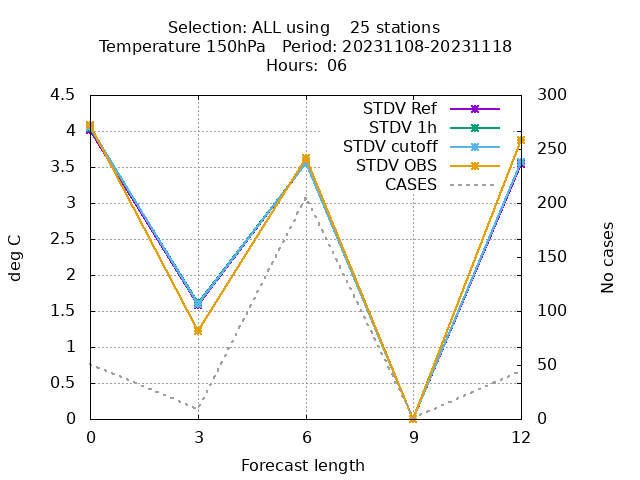 Selection: ALL using    25 stations
Temperature 150hPa   Period: 20231108-20231118
Hours: 06
4.5
4
3.5
3
2.5
2
1.5
1
0.5
0
deg C
STDV Ref
STDV 1h
STDV cutoff
STDV OBS
CASES
300
250
200
150
100
50
0
No cases
0 3 6 9 12
Forecast length